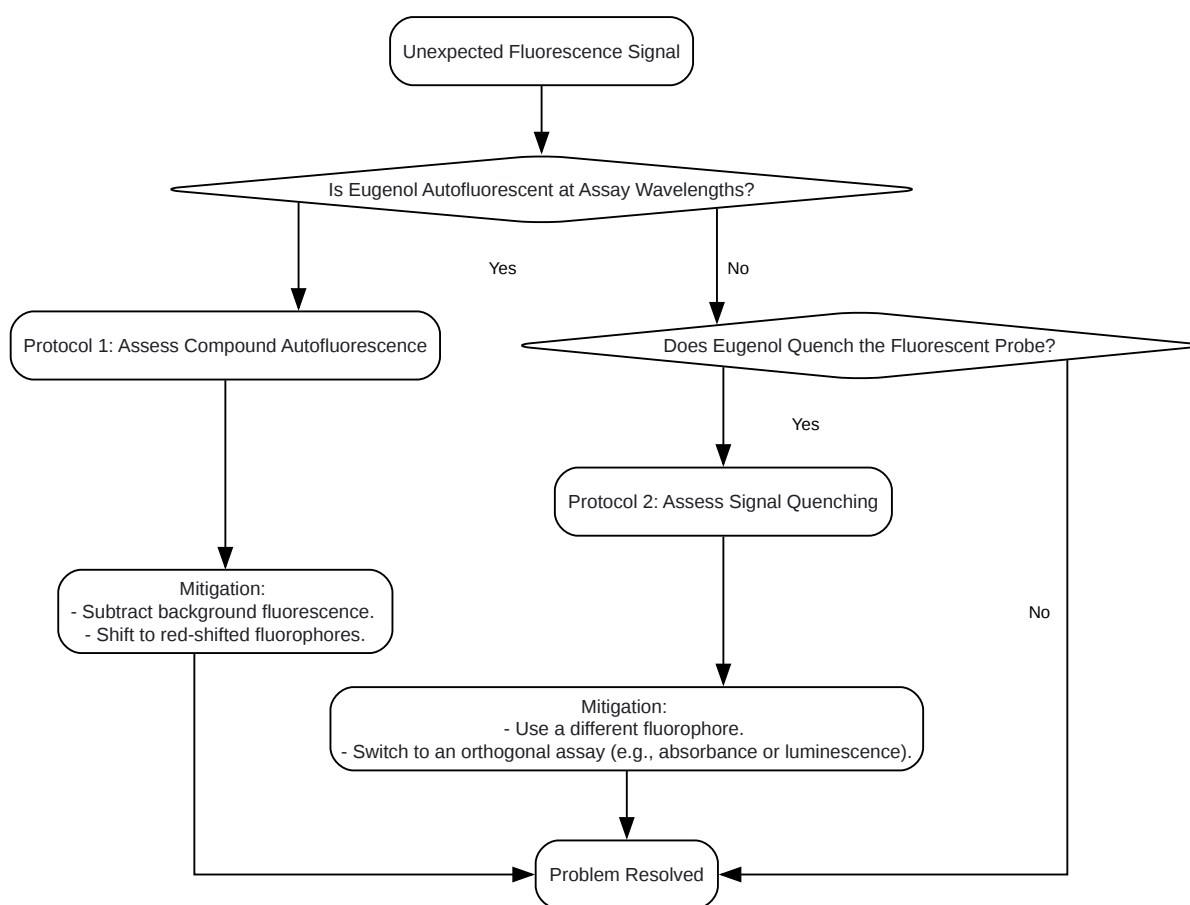 Unexpected Fluorescence Signal
Is Eugenol Autofluorescent at Assay Wavelengths?
Yes
No
Protocol 1: Assess Compound Autofluorescence
Does Eugenol Quench the Fluorescent Probe?
Yes
Protocol 2: Assess Signal Quenching
Mitigation:
- Subtract background fluorescence.
- Shift to red-shifted fluorophores.
No
Mitigation:
- Use a different fluorophore.
- Switch to an orthogonal assay (e.g., absorbance or luminescence).
Problem Resolved